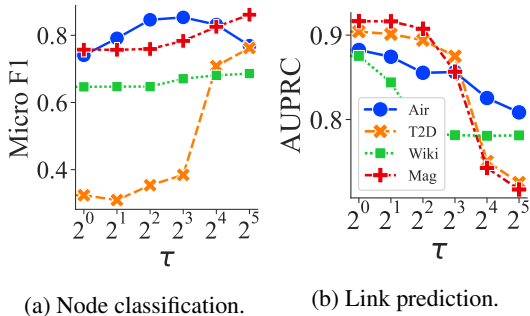 Micro F1
0.8
0.6
0.4
2^0 2^1 2^2 2^3 2^4 2^5
τ
(a) Node classification.
AUPRC
0.9
0.8
Air
T2D
Wiki
Mag
2^0 2^1 2^2 2^3 2^4 2^5
τ
(b) Link prediction.